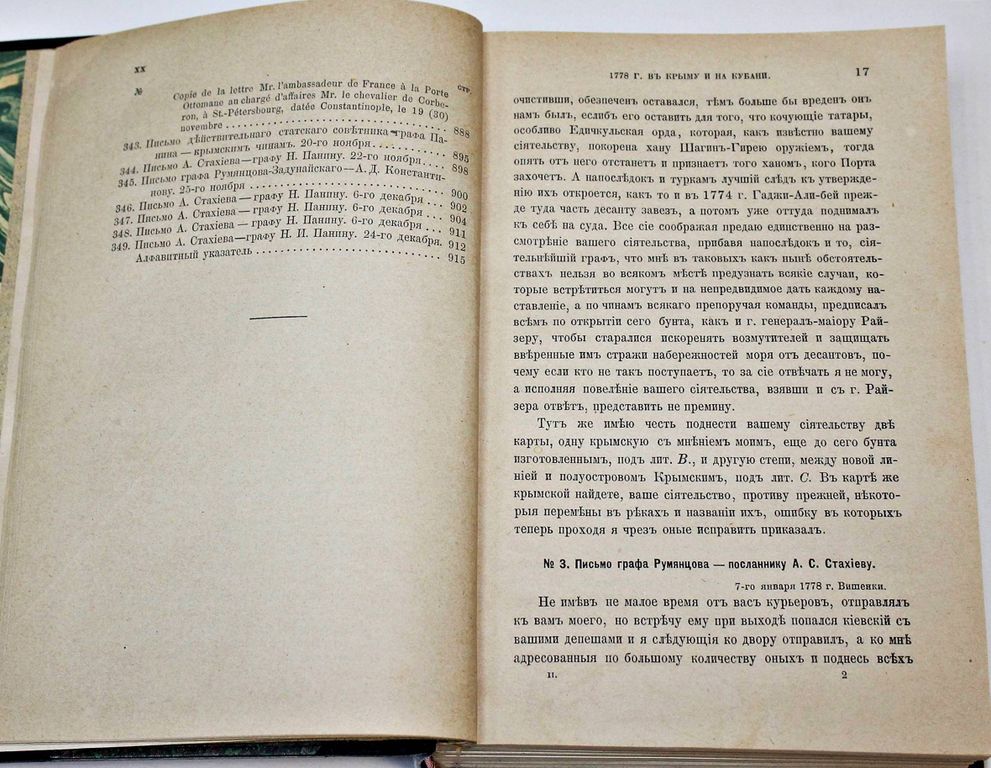 XX
№ СТР.
Copie de la lettre Mr. l'ambassadeur de France à la Porte
Ottomane au chargé d'affaires Mr. le chevalier de Corbe-
ron, à St.-Pétersbourg, datée Constantinople, le 19 (30)
novembre . . . . . . . . . . . . . . . . . . . . . . . . 888
343. Письмо дѣйствительнаго статскаго совѣтника графа Па-
нина — крымскимъ чинамъ. 20-го ноября . . . . . . . . . 895
344. Письмо А. Стахіева—графу Н. Панину. 22-го ноября . . . . 898
345. Письмо графа Румянцова-Задунайскаго—А. Д. Константи-
нову. 25-го ноября . . . . . . . . . . . . . . . . . . . 900
346. Письмо А. Стахіева — графу Н. Панину. 6-го декабря . . . 902
347. Письмо А. Стахіева — графу Н. Панину. 6-го декабря . . . 904
348. Письмо А. Стахіева — графу Н. Панину. 6-го декабря . . . 911
349. Письмо А. Стахіева—графу Н. И. Панину. 24-го декабря. 912
Алфавитный указатель . . . . . . . . . . . . . . . . . . 915
1778 Г. ВЪ КРЫМУ И НА КУБАНИ. 17
очистивши, обезпеченъ оставался, тѣмъ больше бы вреденъ онъ
намъ былъ, еслибъ его оставить для того, что кочующіе татары,
особливо Едичкульская орда, которая, какъ извѣстно вашему
сіятельству, покорена хану Шагинъ-Гирею оружіемъ, тогда
опять отъ него отстанетъ и признаетъ того ханомъ, кого Порта
захочетъ. А напослѣдокъ и туркамъ лучшій слѣдъ къ утвержде-
нію ихъ откроется, какъ то и въ 1774 Гаджи-Али-бей преж-
де туда часть десанту завезъ, а потомъ уже оттуда поднималъ
къ себѣ на суда. Все сіе соображая предаю единственно на раз-
смотрѣніе вашего сіятельства, прибавя напослѣдокъ и то, сія-
тельнѣйшій графъ, что мнѣ въ таковыхъ какъ нынѣ обстоятель-
ствахъ нельзя во всякомъ мѣстѣ предузнать всякіе случаи, ко-
торые встрѣтиться могутъ и на непредвидимое дать каждому на-
ставленіе, а по чинамъ всякаго препоручая команды, предписалъ
всѣмъ по открытіи сего бунта, какъ и г. генералъ-маіору Рай-
зеру, чтобы старалися искоренять возмутителей и защищать
ввѣренные имъ стражи набережностей моря отъ десантовъ, по-
чему если кто не такъ поступаетъ, то за сіе отвѣчать я не могу,
а исполняя повелѣніе вашего сіятельства, взявши и съ г. Рай-
зера отвѣтъ, представить не премину.
Тутъ же имѣю честь поднести вашему сіятельству двѣ
карты, одну крымскую съ мнѣніемъ моимъ, еще до сего бунта
изготовленнымъ, подъ лит. B., и другую степи, между новой ли-
ніей и полуостровомъ Крымскимъ, подъ лит. C. Въ картѣ же
крымской найдете, ваше сіятельство, противу прежней, нѣкото-
рыя перемѣны въ рѣкахъ и названіи ихъ, ошибку въ которыхъ
теперь проходя я чрезъ оные исправить приказалъ.
№ 3. Письмо графа Румянцова — посланнику А. С. Стахіеву.
7-го января 1778 г. Вишенки.
Не имѣвъ не малое время отъ васъ курьеровъ, отправлялъ
къ вамъ моего, но встрѣчу ему при выходѣ попался кіевскій съ
вашими депешами и я слѣдующія ко двору отправилъ, а ко мнѣ
адресованныя по большому количеству оныхъ и поднесь всѣхъ
II. 2